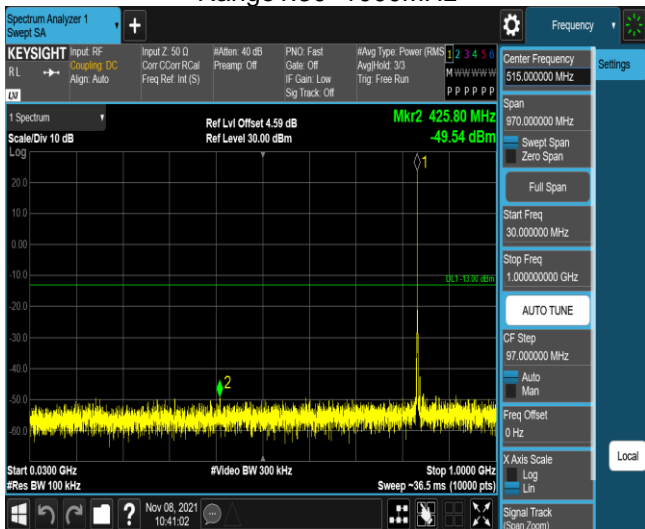 Spectrum Analyzer 1
Swept SA
+
Frequency
KEYSIGHT
RL
Align: Auto
LXI
Input: RF
Coupling: DC
Input Z: 50 Ω
Corr CCorr RCal
Freq Ref: Int (S)
#Atten: 40 dB
Preamp: Off
PNO: Fast
Gate: Off
IF Gain: Low
Sig Track: Off
#Avg Type: Power (RMS
Avg|Hold: 3/3
Trig: Free Run
1 2 3 4 5 6
M W W W W W
P P P P P P
1 Spectrum
Scale/Div 10 dB
Log
Ref Lvl Offset 4.59 dB
Ref Level 30.00 dBm
Mkr2 425.80 MHz
-49.54 dBm
1
20.0
10.0
0.00
-10.0
DL1 -13.00 dBm
-20.0
-30.0
-40.0
2
-50.0
-60.0
Start 0.0300 GHz
#Res BW 100 kHz
#Video BW 300 kHz
Stop 1.0000 GHz
Sweep ~36.5 ms (10000 pts)
Nov 08, 2021
10:41:02
?
Center Frequency
515.000000 MHz
Settings
Span
970.000000 MHz
Swept Span
Zero Span
Full Span
Start Freq
30.000000 MHz
Stop Freq
1.000000000 GHz
AUTO TUNE
CF Step
97.000000 MHz
Auto
Man
Freq Offset
0 Hz
X Axis Scale
Log
Lin
Local
Signal Track
(Span Zoom)